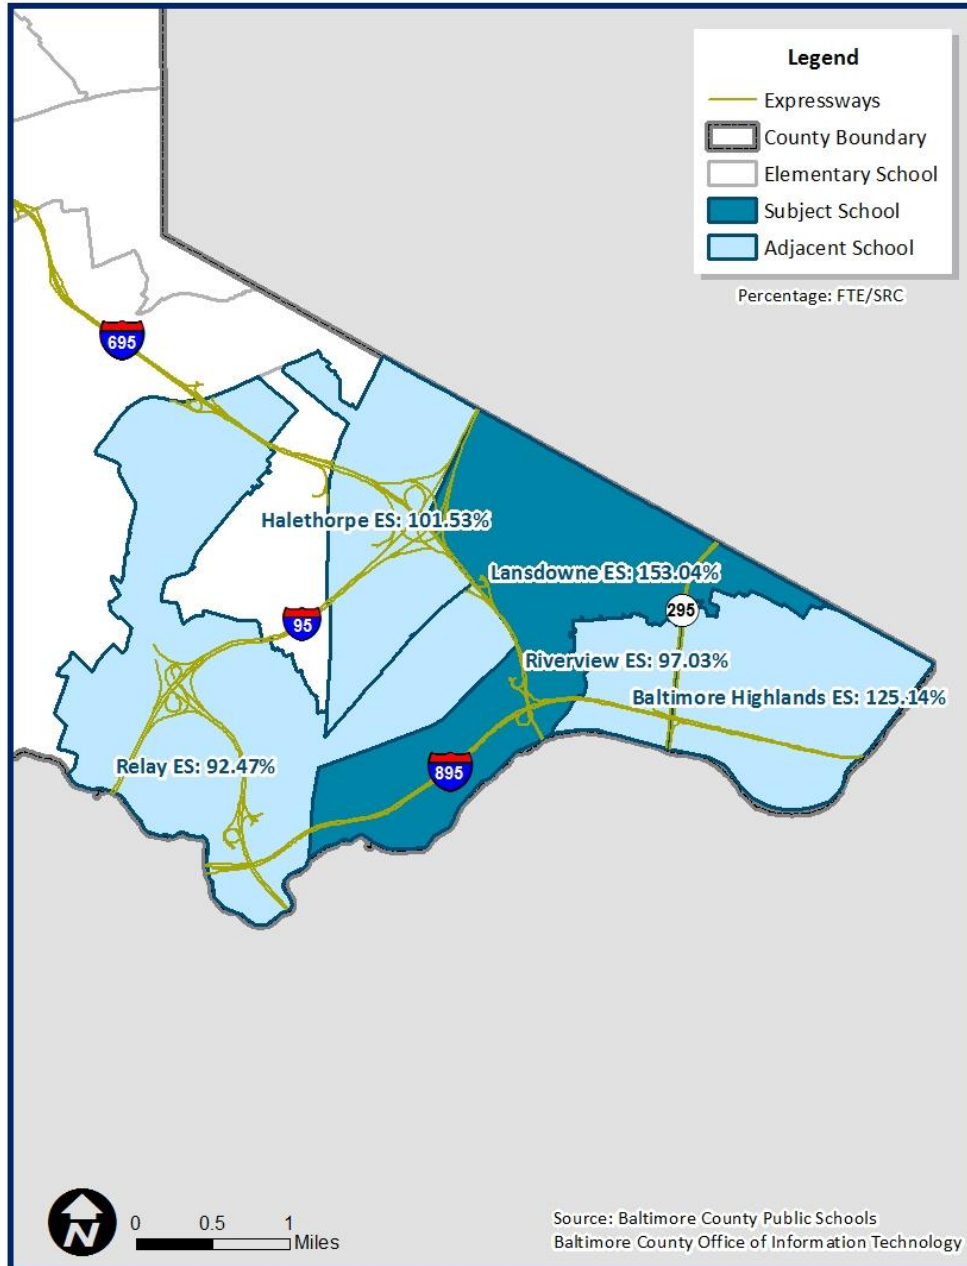 Legend
Expressways
County Boundary
Elementary School
Subject School
Adjacent School
Percentage: FTE/SRC
695
Halethorpe ES: 101.53%
Lansdowne ES: 153.04%
295
95
Riverview ES: 97.03%
Baltimore Highlands ES: 125.14%
Relay ES: 92.47%
895
N
0 0.5 1
Miles
Source: Baltimore County Public Schools
Baltimore County Office of Information Technology